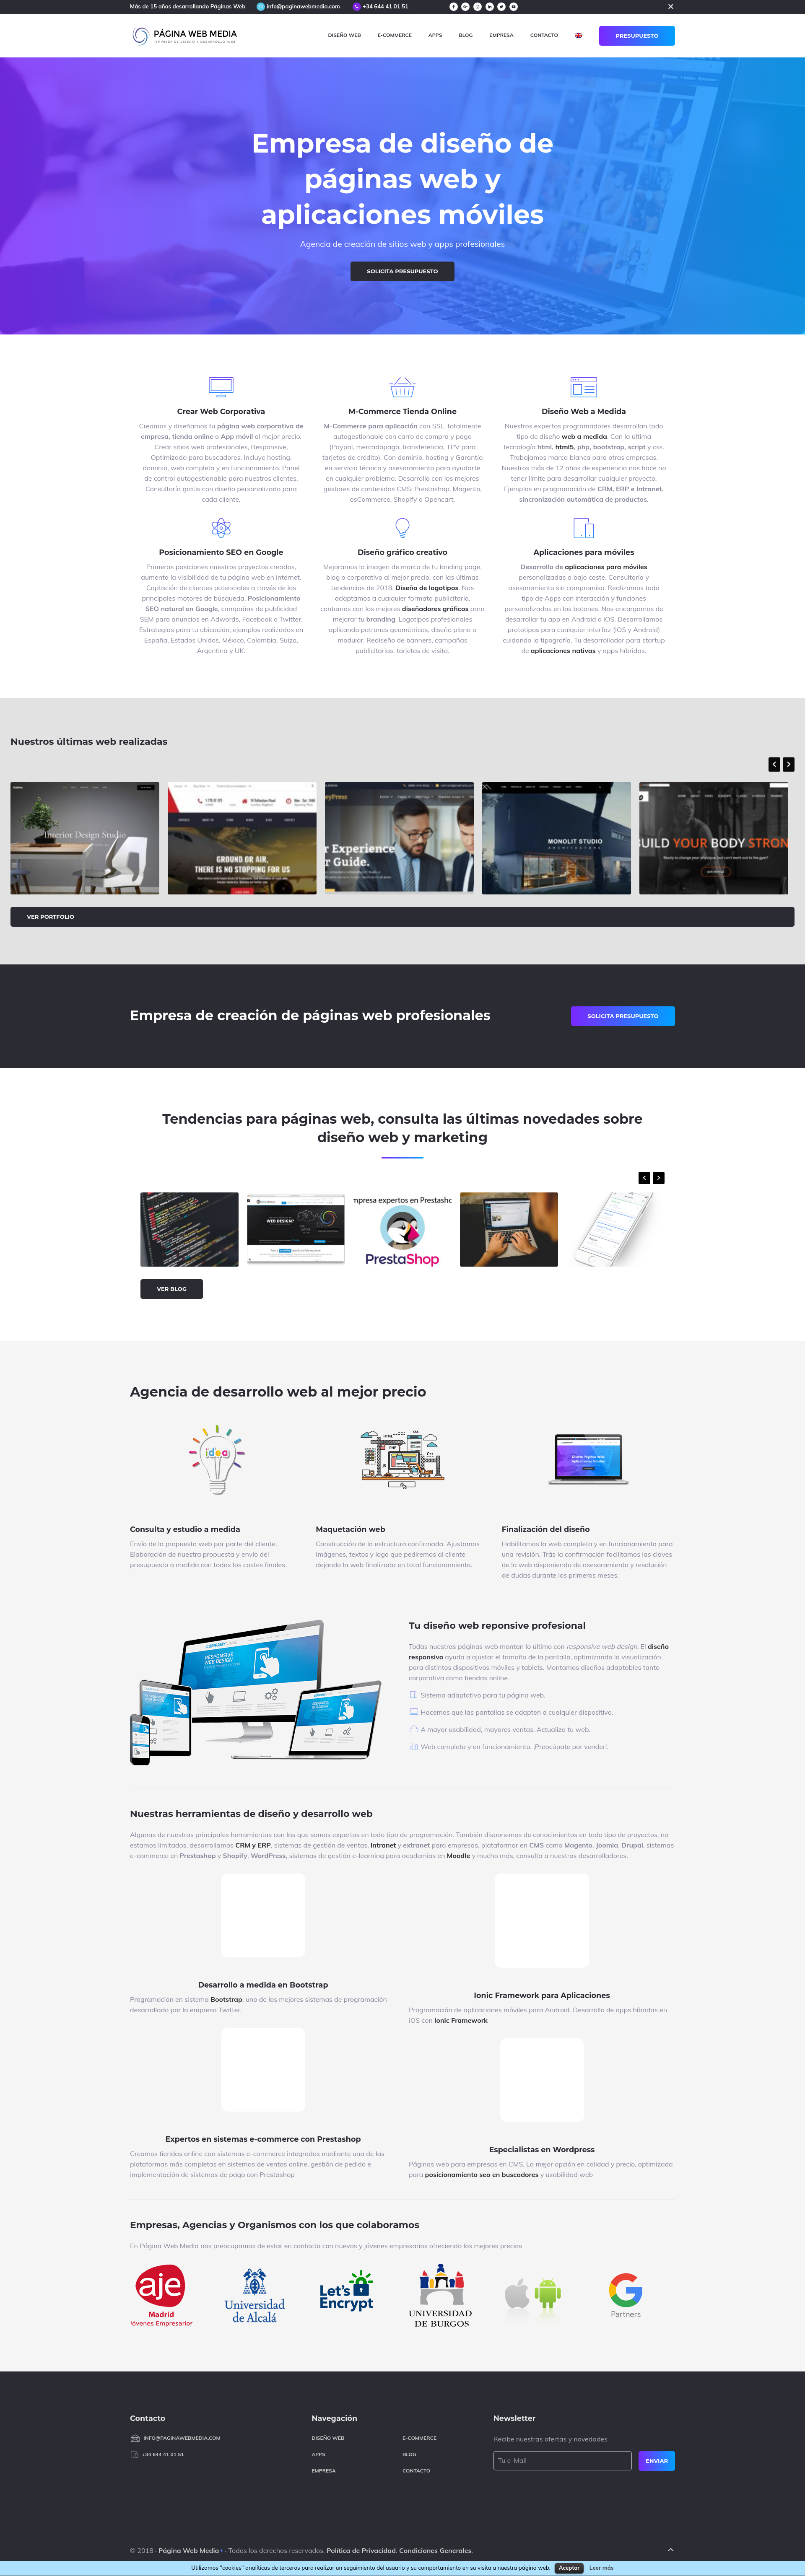 Más de 15 años desarrollando Páginas Web
info@paginawebmedia.com
+34 644 41 01 51
PÁGINA WEB MEDIA
EMPRESA DE DISEÑO Y DESARROLLO WEB
DISEÑO WEB
E-COMMERCE
APPS
BLOG
EMPRESA
CONTACTO
PRESUPUESTO
Empresa de diseño de
páginas web y
aplicaciones móviles
Agencia de creación de sitios web y apps profesionales
SOLICITA PRESUPUESTO
Crear Web Corporativa
Creamos y diseñamos tu página web corporativa de
empresa, tienda online o App móvil al mejor precio.
Crear sitios web profesionales, Responsive,
Optimizada para buscadores. Incluye hosting,
dominio, web completa y en funcionamiento. Panel
de control autogestionable para nuestros clientes.
Consultoría gratis con diseño personalizado para
cada cliente.
M-Commerce Tienda Online
M-Commerce para aplicación con SSL, totalmente
autogestionable con carro de compra y pago
(Paypal, mercadopago, transferencia, TPV para
tarjetas de crédito). Con dominio, hosting y Garantía
en servicio técnico y asesoramiento para ayudarte
en cualquier problema. Desarrollo con los mejores
gestores de contenidos CMS: Prestashop, Magento,
osCommerce, Shopify o Opencart.
Diseño Web a Medida
Nuestros expertos programadores desarrollan todo
tipo de diseño web a medida. Con la última
tecnología html, html5, php, bootstrap, script y css.
Trabajamos marca blanca para otras empresas.
Nuestros más de 12 años de experiencia nos hace no
tener límite para desarrollar cualquier proyecto.
Ejemplos en programación de CRM, ERP e Intranet,
sincronización automática de productos.
Posicionamiento SEO en Google
Primeras posiciones nuestros proyectos creados,
aumenta la visibilidad de tu página web en internet.
Captación de clientes potenciales a través de los
principales motores de búsqueda. Posicionamiento
SEO natural en Google, campañas de publicidad
SEM para anuncios en Adwords, Facebook o Twitter.
Estrategias para tu ubicación, ejemplos realizados en
España, Estados Unidos, México, Colombia, Suiza,
Argentina y UK.
Diseño gráfico creativo
Mejoramos la imagen de marca de tu landing page,
blog o corporativo al mejor precio, con las últimas
tendencias de 2018. Diseño de logotipos. Nos
adaptamos a cualquier formato publicitario,
contamos con los mejores diseñadores gráficos para
mejorar tu branding. Logotipos profesionales
aplicando patrones geométricos, diseño plano o
modular. Rediseño de banners, campañas
publicitarias, tarjetas de visita.
Aplicaciones para móviles
Desarrollo de aplicaciones para móviles
personalizadas a bajo coste. Consultoría y
asesoramiento sin compromiso. Realizamos todo
tipo de Apps con interacción y funciones
personalizadas en los botones. Nos encargamos de
desarrollar tu app en Android o iOS. Desarrollamos
prototipos para cualquier interfaz (IOS y Android)
cuidando la tipografía. Tu desarrollador para startup
de aplicaciones nativas y apps híbridas.
Nuestros últimas web realizadas
Interior Design Studio
GROUND OR AIR,
THERE IS NO STOPPING FOR US
eyPress
r Experience
r Guide.
MONOLIT STUDIO
ARCHITECTURE
BUILD YOUR BODY STRON
Ready to change your physique, but can't work out in the gym?
VER PORTFOLIO
Empresa de creación de páginas web profesionales
SOLICITA PRESUPUESTO
Tendencias para páginas web, consulta las últimas novedades sobre
diseño web y marketing
WEB DESIGN?
mpresa expertos en Prestasho
PrestaShop
VER BLOG
Agencia de desarrollo web al mejor precio
idea
HTML
PHP
CSS
Consulta y estudio a medida
Envío de la propuesta web por parte del cliente.
Elaboración de nuestra propuesta y envío del
presupuesto a medida con todos los costes finales.
Maquetación web
Construcción de la estructura confirmada. Ajustamos
imágenes, textos y logo que pediremos al cliente
dejando la web finalizada en total funcionamiento.
Finalización del diseño
Habilitamos la web completa y en funcionamiento para
una revisión. Trás la confirmación facilitamos las claves
de la web disponiendo de asesoramiento y resolución
de dudas durante los primeros meses.
COMPANYNAME
RESPONSIVE
WEB DESIGN
Tu diseño web reponsive profesional
Todas nuestras páginas web montan lo último con responsive web design. El diseño
responsivo ayuda a ajustar el tamaño de la pantalla, optimizando la visualización
para distintos dispositivos móviles y tablets. Montamos diseños adaptables tanto
corporativa como tiendas online.
Sistema adaptativo para tu página web.
Hacemos que las pantallas se adapten a cualquier dispositivo.
A mayor usabilidad, mayores ventas. Actualiza tu web.
Web completa y en funcionamiento. ¡Preocúpate por vender!.
Nuestras herramientas de diseño y desarrollo web
Algunas de nuestras principales herramientas con las que somos expertos en todo tipo de programación. También disponemos de conocimientos en todo tipo de proyectos, no
estamos limitados, desarrollamos CRM y ERP, sistemas de gestión de ventas, intranet y extranet para empresas, plataformar en CMS como Magento, Joomla, Drupal, sistemas
e-commerce en Prestashop y Shopify, WordPress, sistemas de gestión e-learning para academias en Moodle y mucho más, consulta a nuestros desarrolladores.
Desarrollo a medida en Bootstrap
Programación en sistema Bootstrap, uno de los mejores sistemas de programación
desarrollado por la empresa Twitter.
Ionic Framework para Aplicaciones
Programación de aplicaciones móviles para Android. Desarrollo de apps híbridas en
iOS con Ionic Framework
Expertos en sistemas e-commerce con Prestashop
Creamos tiendas online con sistemas e-commerce integrados mediante una de las
plataformas más completas en sistemas de ventas online, gestión de pedido e
implementación de sistemas de pago con Prestashop
Especialistas en Wordpress
Páginas web para empresas en CMS. La mejor opción en calidad y precio, optimizada
para posicionamiento seo en buscadores y usabilidad web
Empresas, Agencias y Organismos con los que colaboramos
En Página Web Media nos preocupamos de estar en contacto con nuevos y jóvenes empresarios ofreciendo los mejores precios
aje
Madrid
Jóvenes Empresarios
Universidad
de Alcalá
Let's
Encrypt
UNIVERSIDAD
DE BURGOS
Partners
Contacto
INFO@PAGINAWEBMEDIA.COM
+34 644 41 01 51
Navegación
DISEÑO WEB
E-COMMERCE
APPS
BLOG
EMPRESA
CONTACTO
Newsletter
Recibe nuestras ofertas y novedades
Tu e-Mail
ENVIAR
© 2018 · Página Web Media · Todos los derechos reservados. Política de Privacidad. Condiciones Generales.
Utilizamos "cookies" analíticas de terceros para realizar un seguimiento del usuario y su comportamiento en su visita a nuestra página web.
Aceptar
Leer más